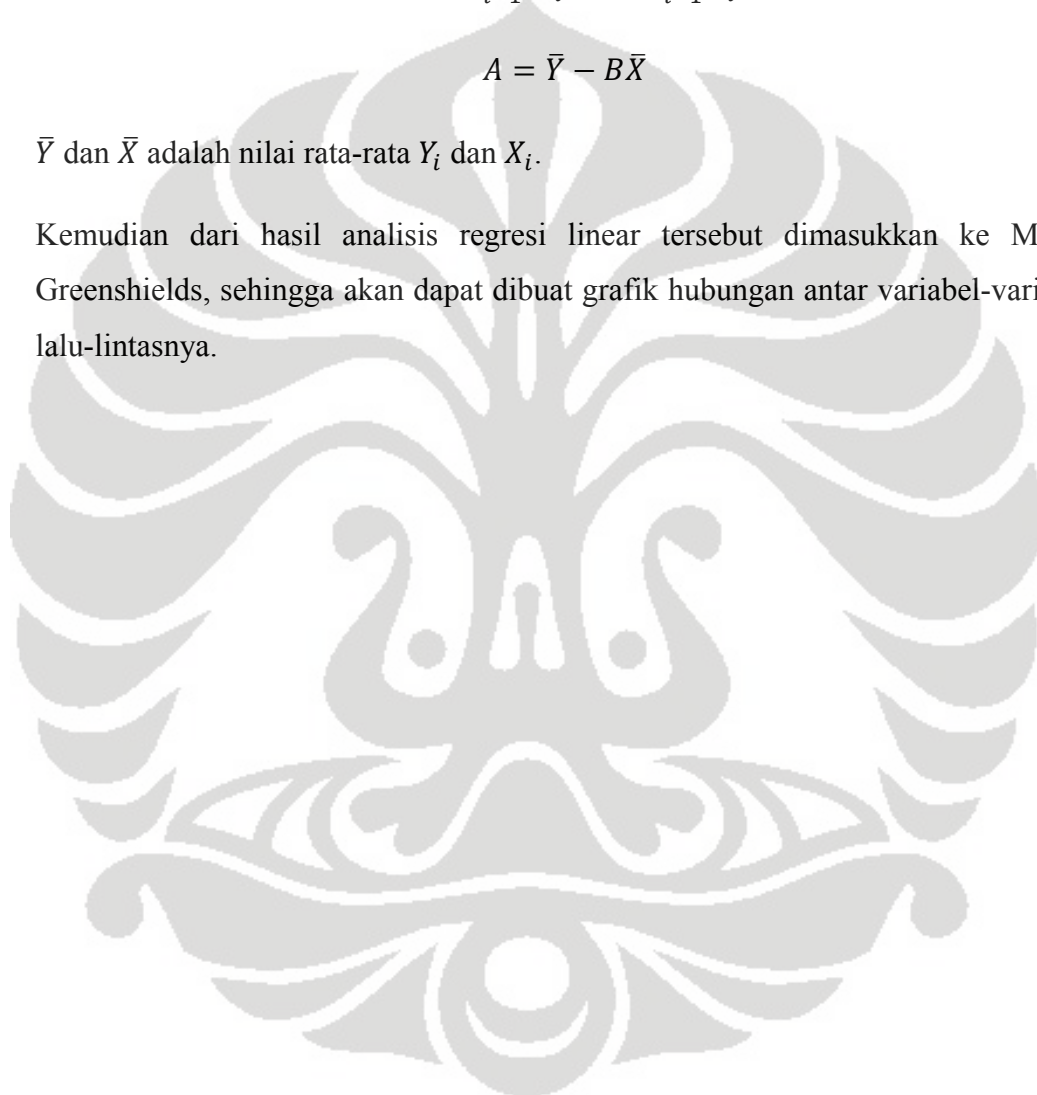 A = Ȳ − BX̄
Ȳ dan X̄ adalah nilai rata-rata Yᵢ dan Xᵢ.
Kemudian dari hasil analisis regresi linear tersebut dimasukkan ke M
Greenshields, sehingga akan dapat dibuat grafik hubungan antar variabel-vari
lalu-lintasnya.